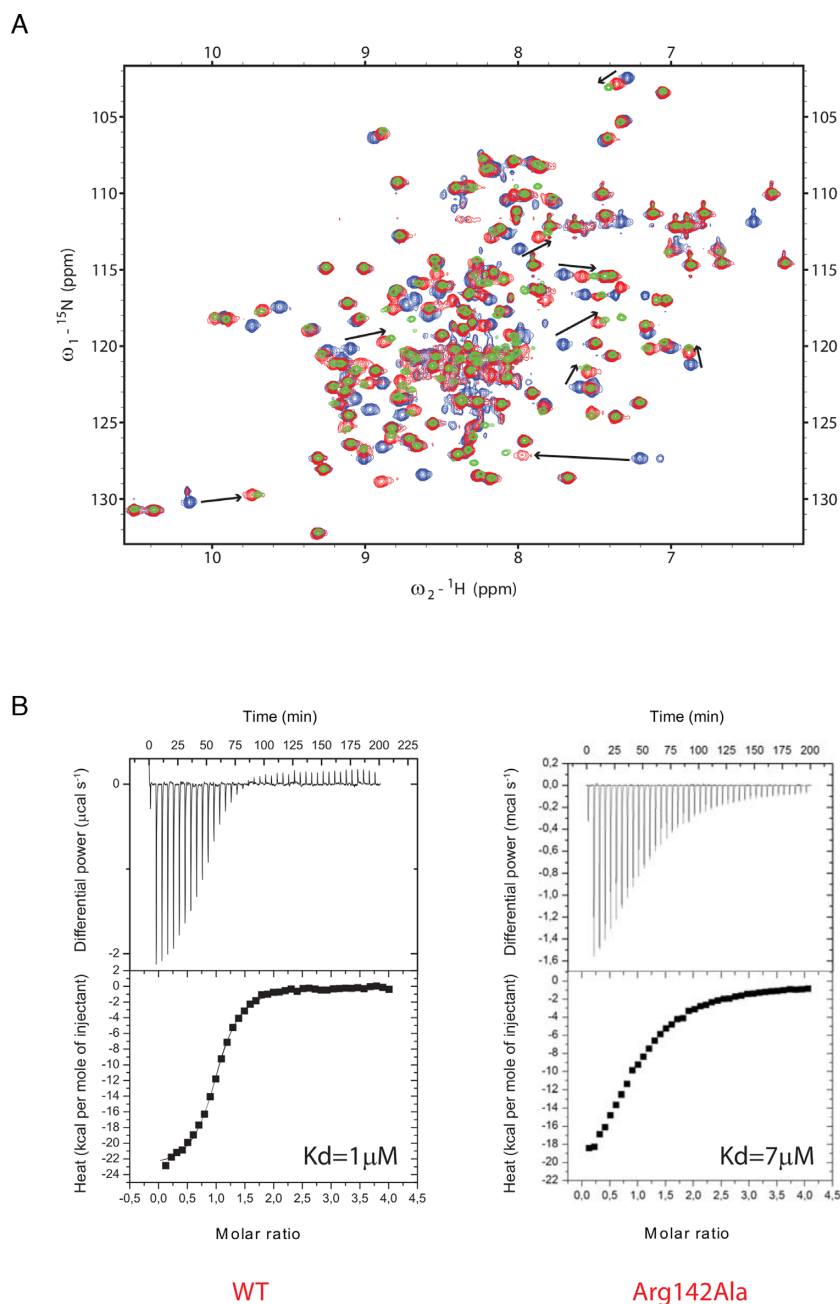 A
10 9 8 7
105 105
110 110
115 115
120 120
125 125
130 130
10 9 8 7
ω1 - 15N (ppm)
ω2 - 1H (ppm)
B
Time (min)
0 25 50 75 100 125 150 175 200 225
Differential power (μcal s-1)
0
-2
2
0
-2
-4
-6
-8
-10
-12
-14
-16
-18
-20
-22
-24
Heat (kcal per mole of injectant)
Kd=1μM
-0,5 0,0 0,5 1,0 1,5 2,0 2,5 3,0 3,5 4,0 4,5
Molar ratio
WT
Time (min)
0 25 50 75 100 125 150 175 200
Differential power (mcal s-1)
0,2
0,0
-0,2
-0,4
-0,6
-0,8
-1,0
-1,2
-1,4
-1,6
0
-2
-4
-6
-8
-10
-12
-14
-16
-18
-20
-22
Heat (kcal per mole of injectant)
Kd=7μM
0,0 0,5 1,0 1,5 2,0 2,5 3,0 3,5 4,0 4,5
Molar ratio
Arg142Ala